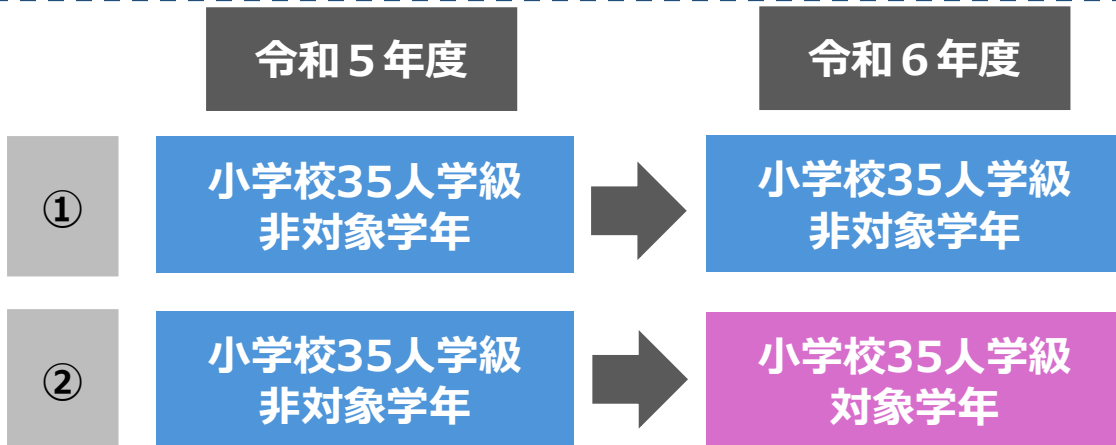 令和５年度
令和６年度
①
小学校35人学級
非対象学年
小学校35人学級
非対象学年
②
小学校35人学級
非対象学年
小学校35人学級
対象学年